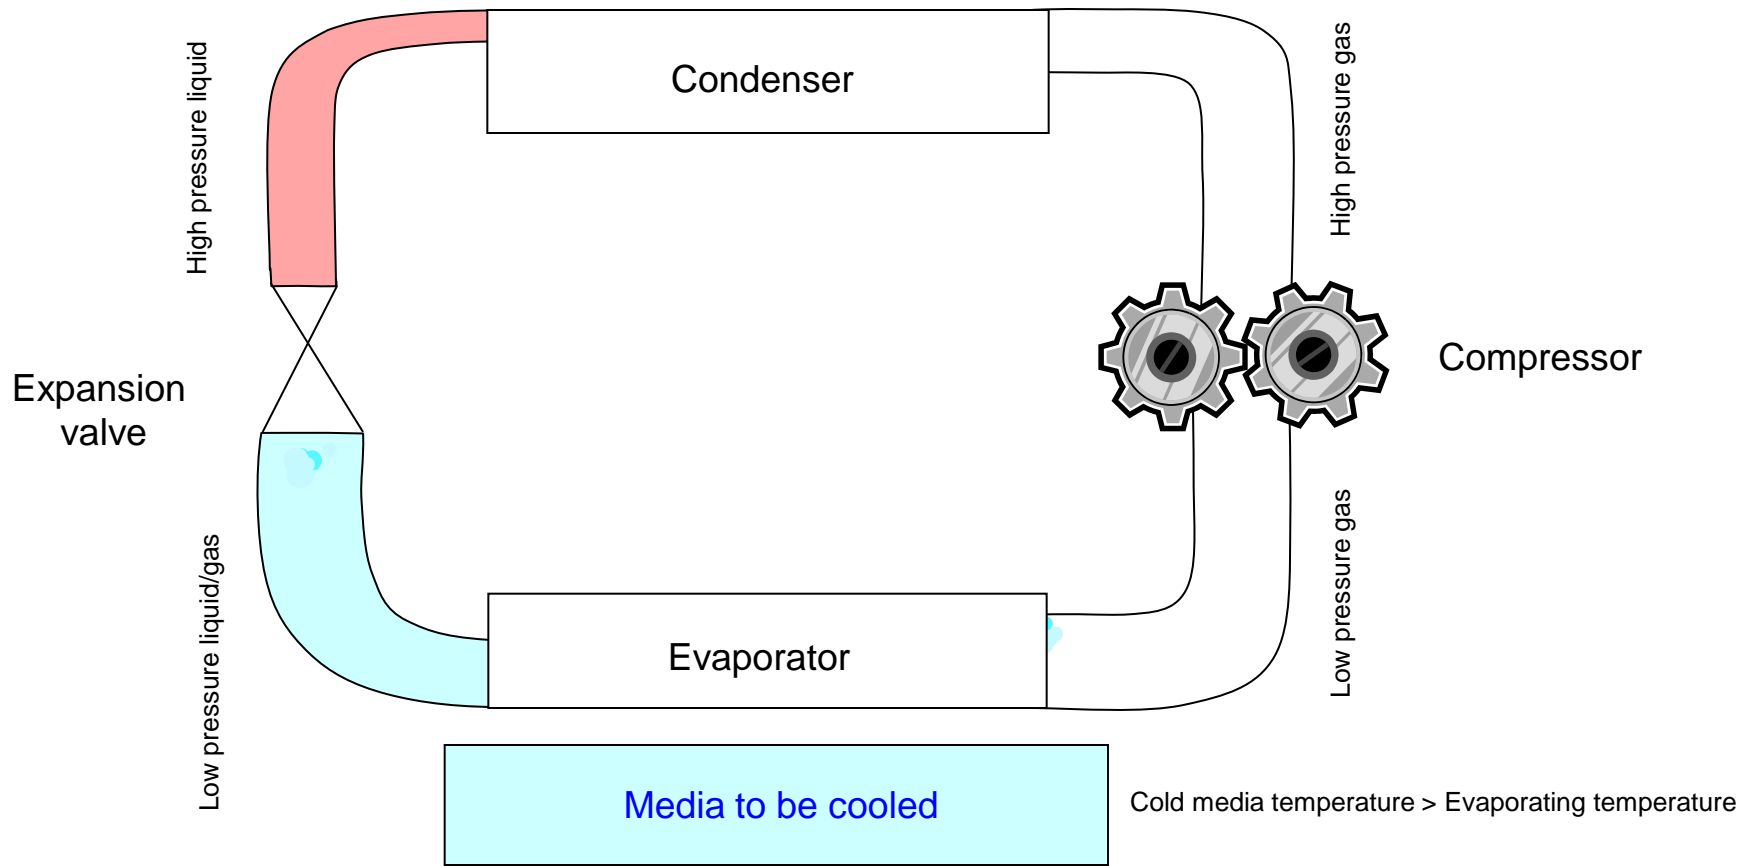 Condenser
High pressure liquid
High pressure gas
Expansion
valve
Compressor
Low pressure liquid/gas
Low pressure gas
Evaporator
Media to be cooled
Cold media temperature > Evaporating temperature